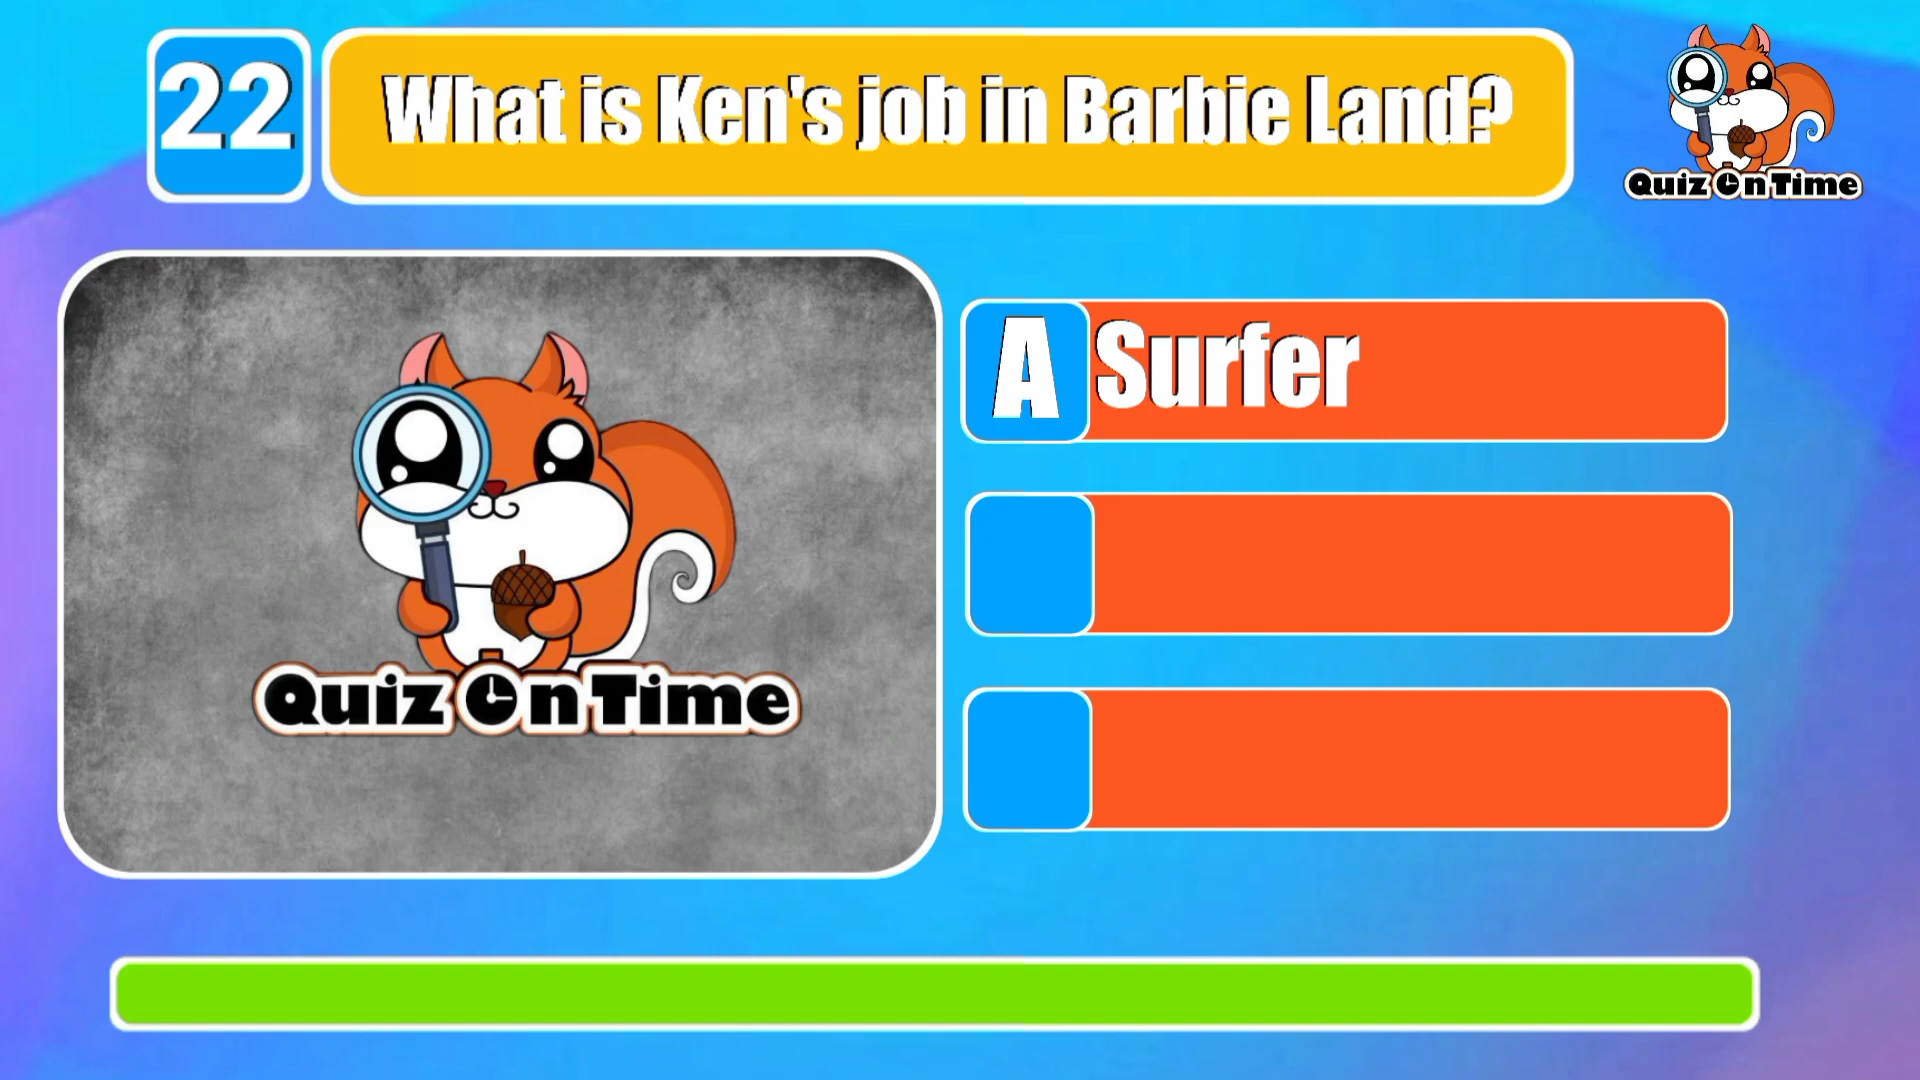 22
What is Ken's job in Barbie Land?
Quiz On Time
A Surfer
Quiz On Time